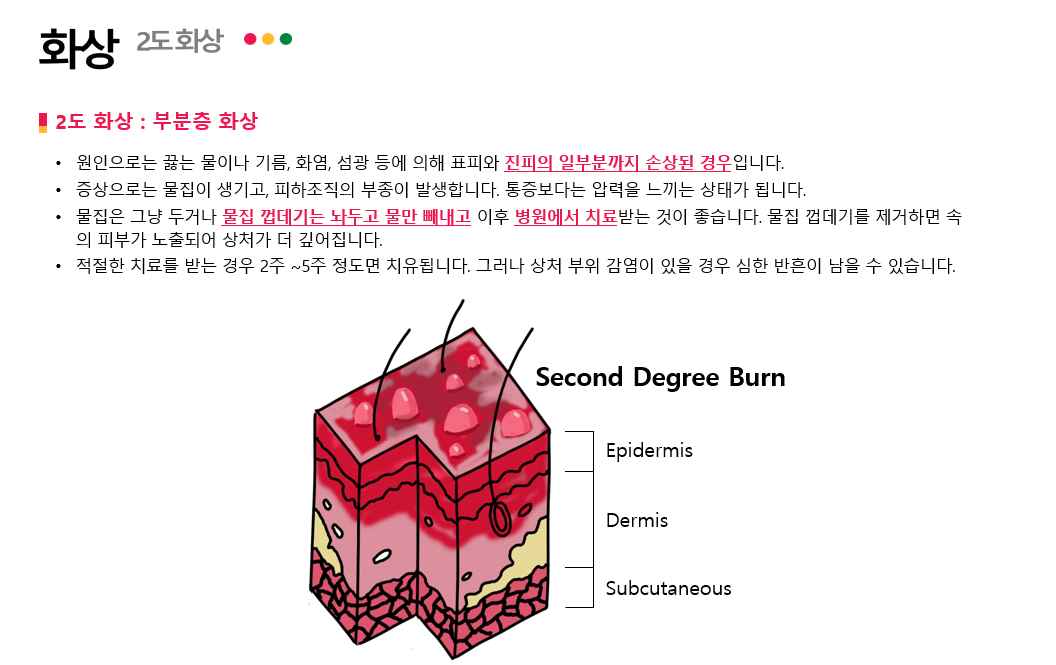 화상 2도 화상
2도 화상 : 부분층 화상
• 원인으로는 끓는 물이나 기름, 화염, 섬광 등에 의해 표피와 진피의 일부분까지 손상된 경우입니다.
• 증상으로는 물집이 생기고, 피하조직의 부종이 발생합니다. 통증보다는 압력을 느끼는 상태가 됩니다.
• 물집은 그냥 두거나 물집 껍데기는 놔두고 물만 빼내고 이후 병원에서 치료받는 것이 좋습니다. 물집 껍데기를 제거하면 속
의 피부가 노출되어 상처가 더 깊어집니다.
• 적절한 치료를 받는 경우 2주 ~5주 정도면 치유됩니다. 그러나 상처 부위 감염이 있을 경우 심한 반흔이 남을 수 있습니다.
Second Degree Burn
Epidermis
Dermis
Subcutaneous